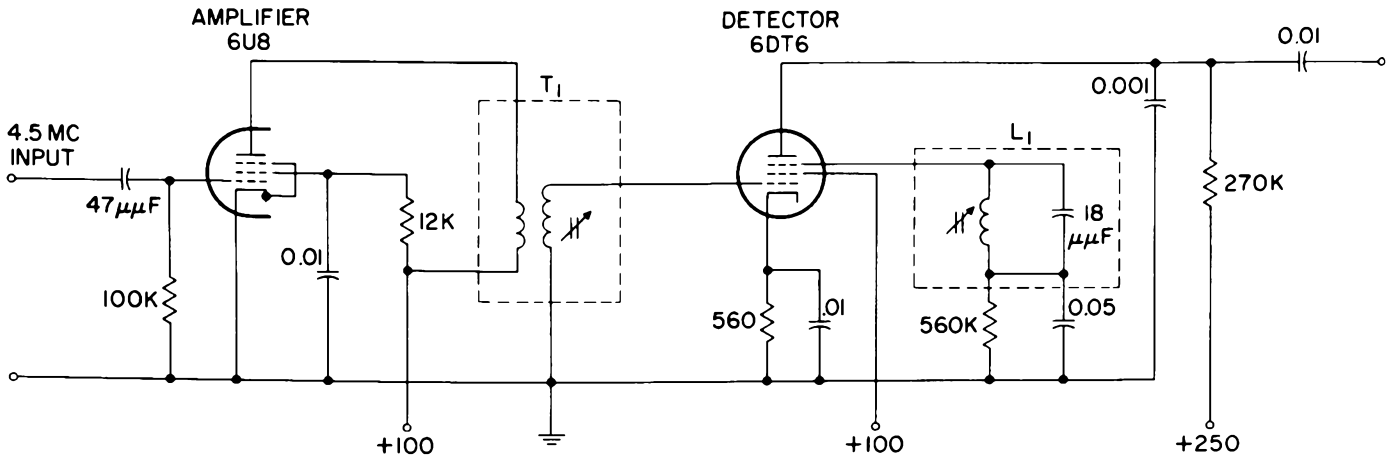 AMPLIFIER
6U8
DETECTOR
6DT6
0.01
T1
0.001
4.5 MC
INPUT
L1
47μμF
12K
270K
18
μμF
0.01
100K
560
.01
560K
0.05
+100
+100
+250